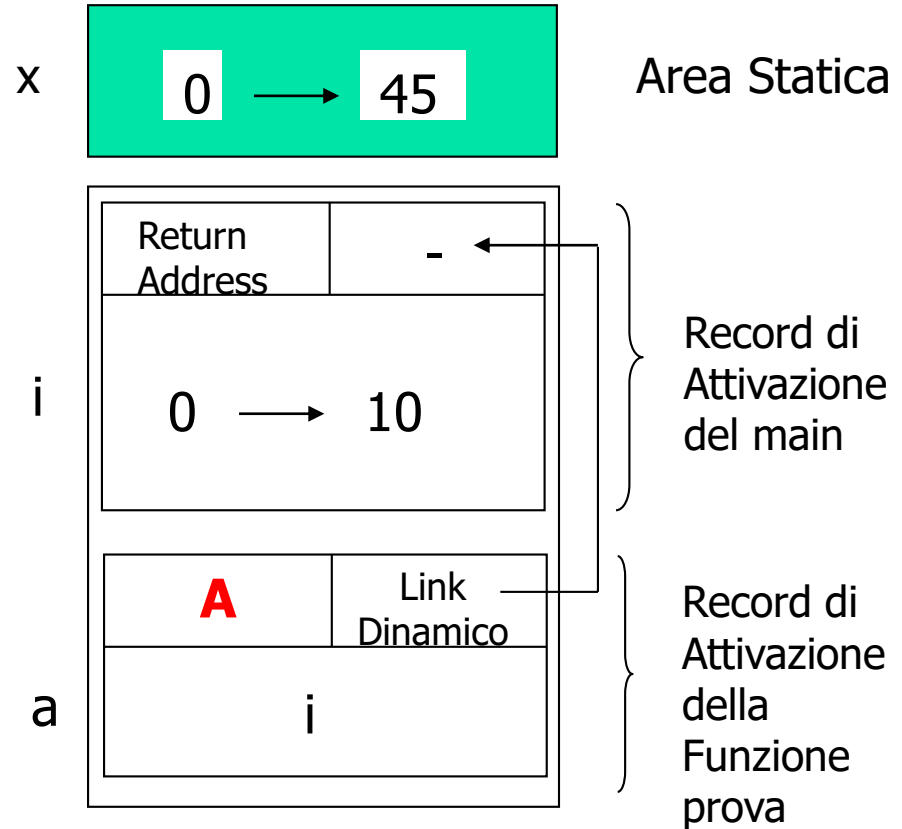 x
0 45
Area Statica
Return
Address
-
i
0 10
Record di
Attivazione
del main
A
Link
Dinamico
a
i
Record di
Attivazione
della
Funzione
prova